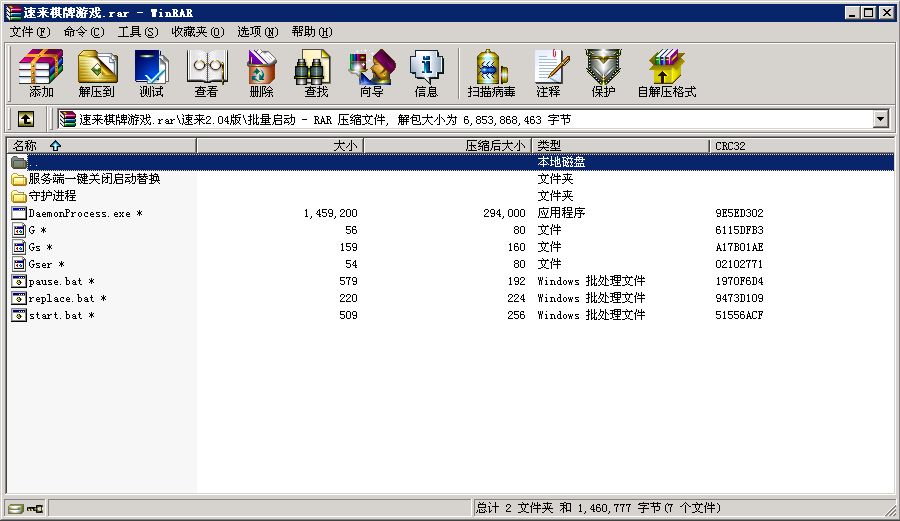 速来棋牌游戏.rar - WinRAR
文件(F) 命令(C) 工具(S) 收藏夹(O) 选项(N) 帮助(H)
添加 解压到 测试 查看 删除 查找 向导 信息 扫描病毒 注释 保护 自解压格式
速来棋牌游戏.rar\速来2.04版\批量启动 - RAR 压缩文件, 解包大小为 6,853,868,463 字节
名称 大小 压缩后大小 类型 CRC32
.. 本地磁盘
服务端一键关闭启动替换 文件夹
守护进程 文件夹
DaemonProcess.exe * 1,459,200 294,000 应用程序 9E5ED302
G * 56 80 文件 6115DFB3
Gs * 159 160 文件 A17B01AE
Gser * 54 80 文件 02102771
pause.bat * 579 192 Windows 批处理文件 1970F6D4
replace.bat * 220 224 Windows 批处理文件 9473D109
start.bat * 509 256 Windows 批处理文件 51556ACF
总计 2 文件夹 和 1,460,777 字节(7 个文件)